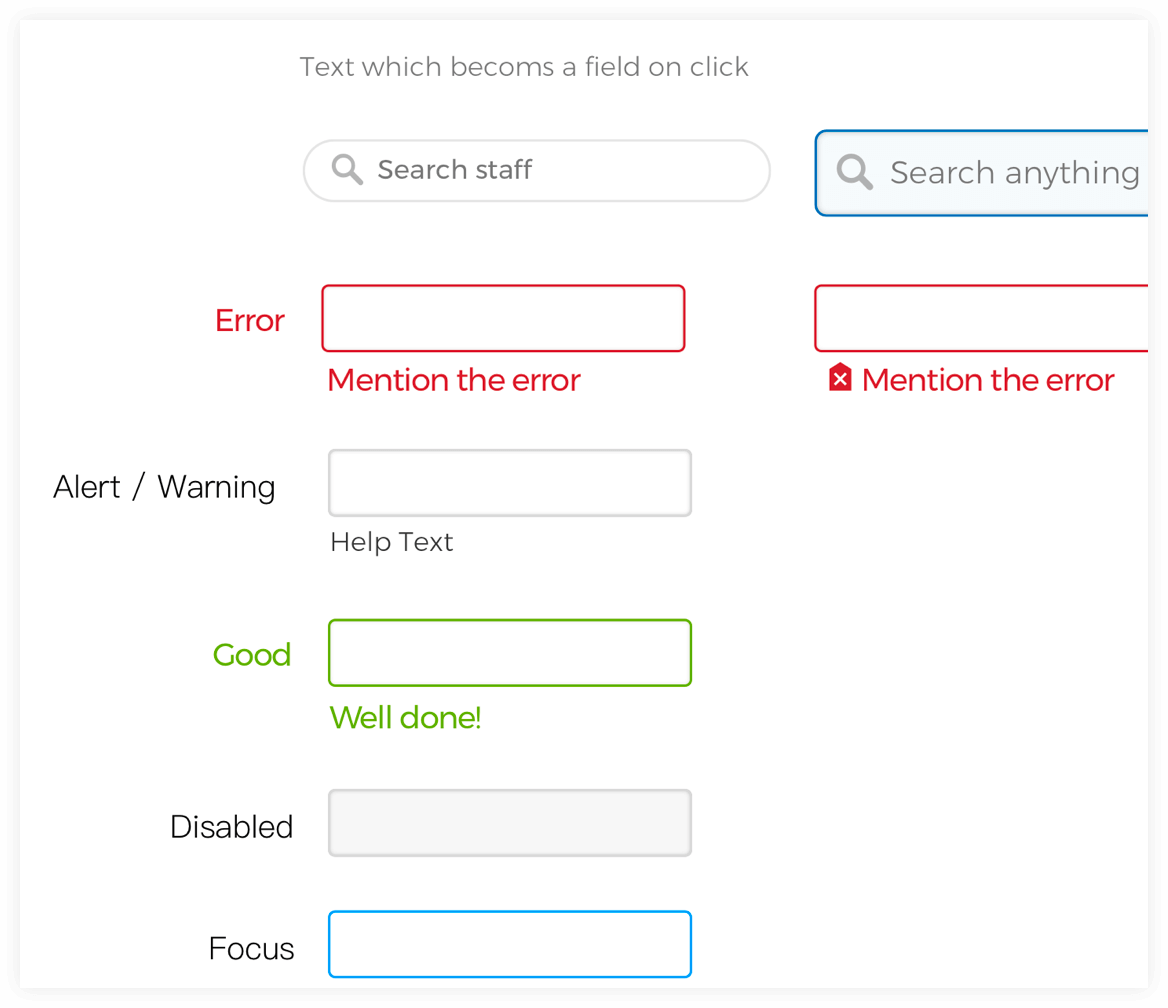 Text which becoms a field on click
Search staff
Search anything
Error
Mention the error
Mention the error
Alert / Warning
Help Text
Good
Well done!
Disabled
Focus